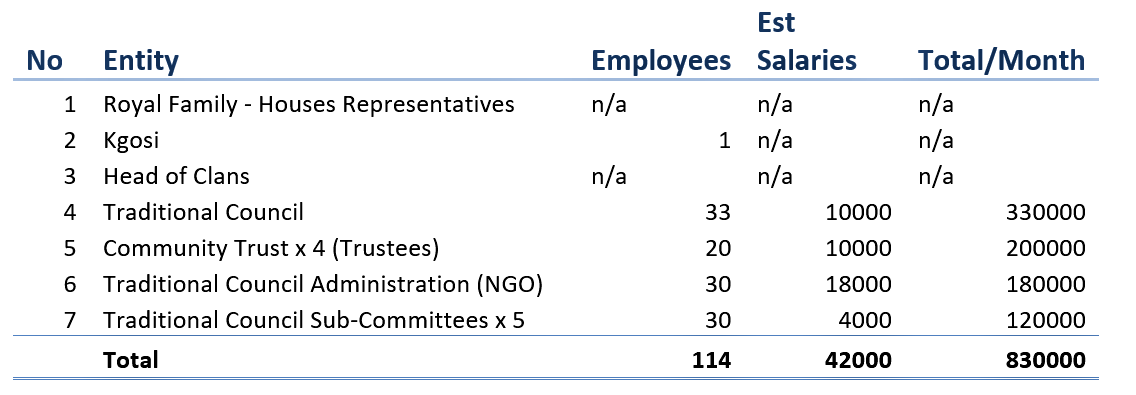 No Entity Employees Est Salaries Total/Month
1 Royal Family - Houses Representatives n/a n/a n/a
2 Kgosi 1 n/a n/a
3 Head of Clans n/a n/a n/a
4 Traditional Council 33 10000 330000
5 Community Trust x 4 (Trustees) 20 10000 200000
6 Traditional Council Administration (NGO) 30 18000 180000
7 Traditional Council Sub-Committees x 5 30 4000 120000
Total 114 42000 830000